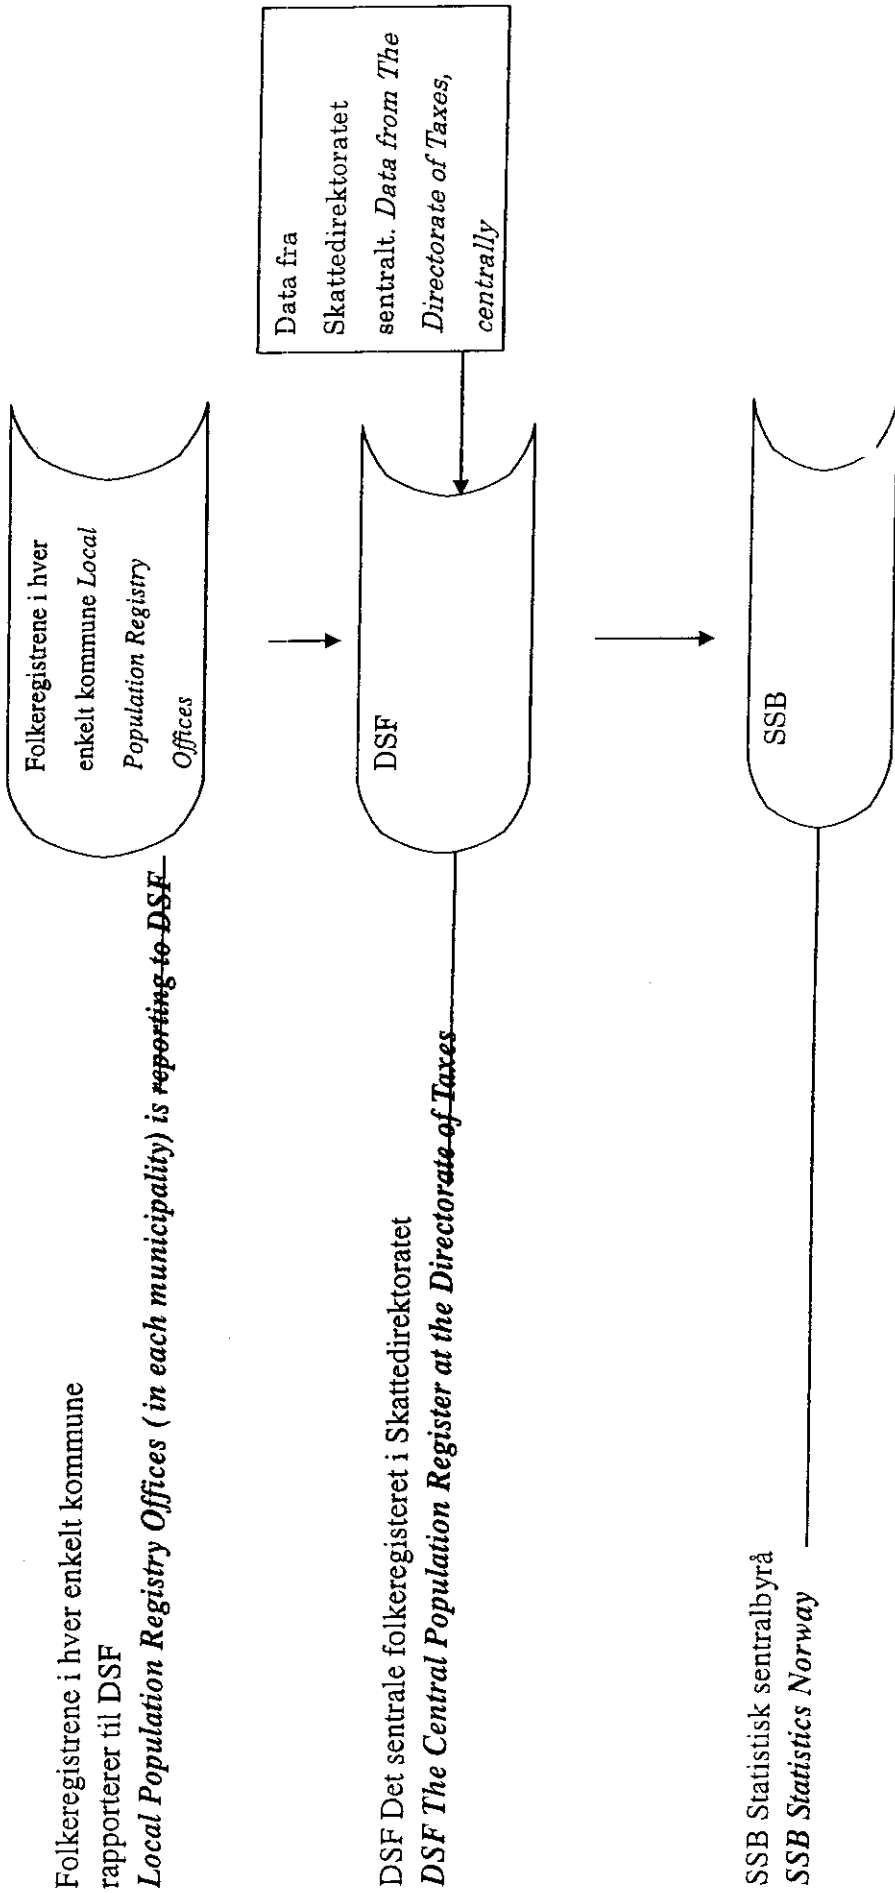 Folkeregistrene i hver enkelt kommune
rapporterer til DSF
Local Population Registry Offices ( in each municipality) is reporting to DSF
Folkeregistrene i hver
enkelt kommune Local
Population Registry
Offices
DSF Det sentrale folkeregisteret i Skattedirektoratet
DSF The Central Population Register at the Directorate of Taxes
DSF
Data fra
Skattedirektoratet
sentralt. Data from The
Directorate of Taxes,
centrally
SSB Statistisk sentralbyrå
SSB Statistics Norway
SSB